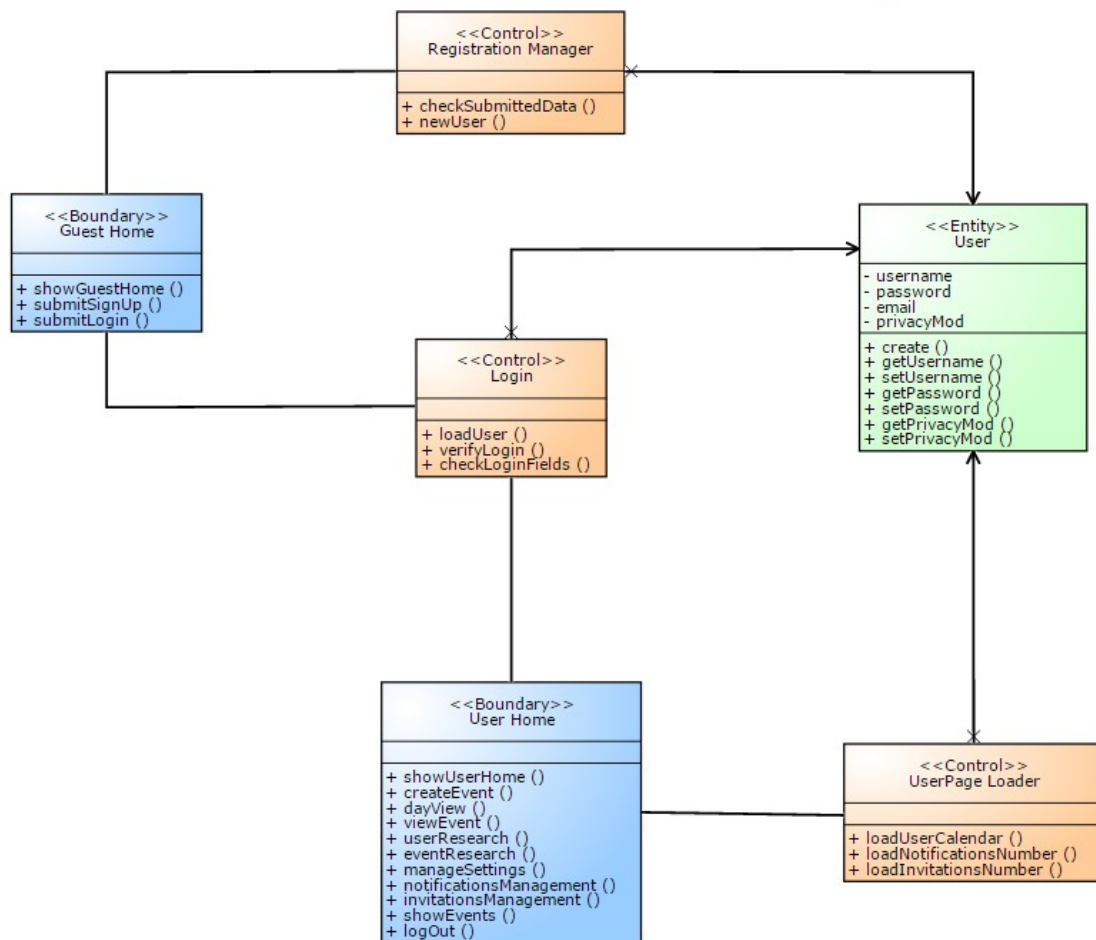 <<Control>>
Registration Manager
+ checkSubmittedData ()
+ newUser ()
<<Boundary>>
Guest Home
+ showGuestHome ()
+ submitSignUp ()
+ submitLogin ()
<<Entity>>
User
- username
- password
- email
- privacyMod
+ create ()
+ getUsername ()
+ setUsername ()
+ getPassword ()
+ setPassword ()
+ getPrivacyMod ()
+ setPrivacyMod ()
<<Control>>
Login
+ loadUser ()
+ verifyLogin ()
+ checkLoginFields ()
<<Boundary>>
User Home
+ showUserHome ()
+ createEvent ()
+ dayView ()
+ viewEvent ()
+ userResearch ()
+ eventResearch ()
+ manageSettings ()
+ notificationsManagement ()
+ invitationsManagement ()
+ showEvents ()
+ logOut ()
<<Control>>
UserPage Loader
+ loadUserCalendar ()
+ loadNotificationsNumber ()
+ loadInvitationsNumber ()